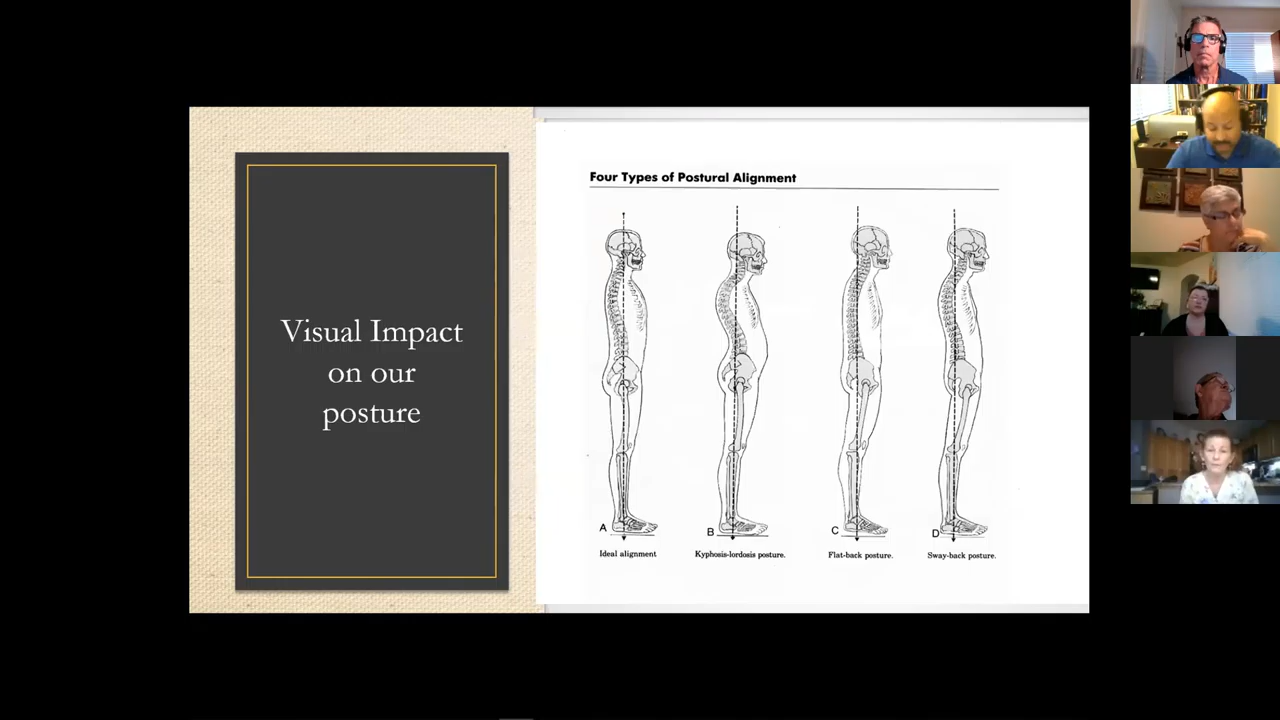 Visual Impact
on our
posture
Four Types of Postural Alignment
A
Ideal alignment
B
Kyphosis-lordosis posture.
C
Flat-back posture.
D
Sway-back posture.